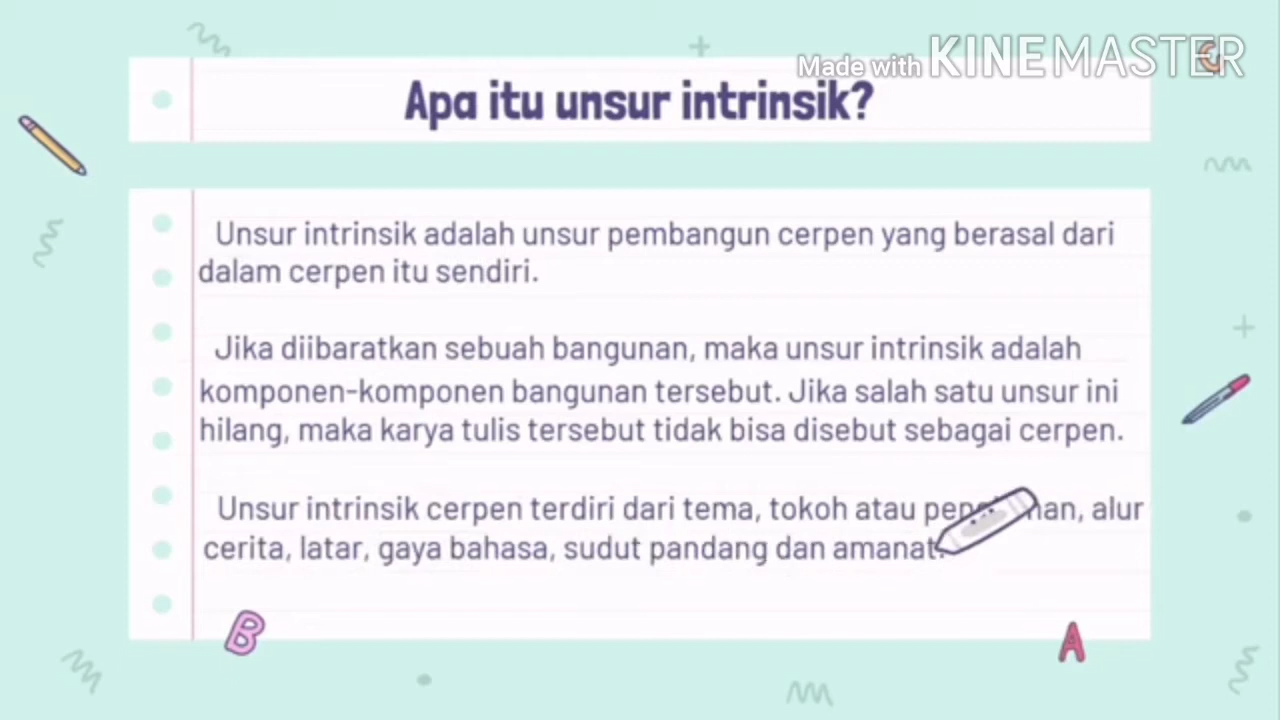 Made with KINEMASTER
Apa itu unsur intrinsik?
Unsur intrinsik adalah unsur pembangun cerpen yang berasal dari
dalam cerpen itu sendiri.
Jika diibaratkan sebuah bangunan, maka unsur intrinsik adalah
komponen-komponen bangunan tersebut. Jika salah satu unsur ini
hilang, maka karya tulis tersebut tidak bisa disebut sebagai cerpen.
Unsur intrinsik cerpen terdiri dari tema, tokoh atau alur
cerita, latar, gaya bahasa, sudut pandang dan amanat.
B
A